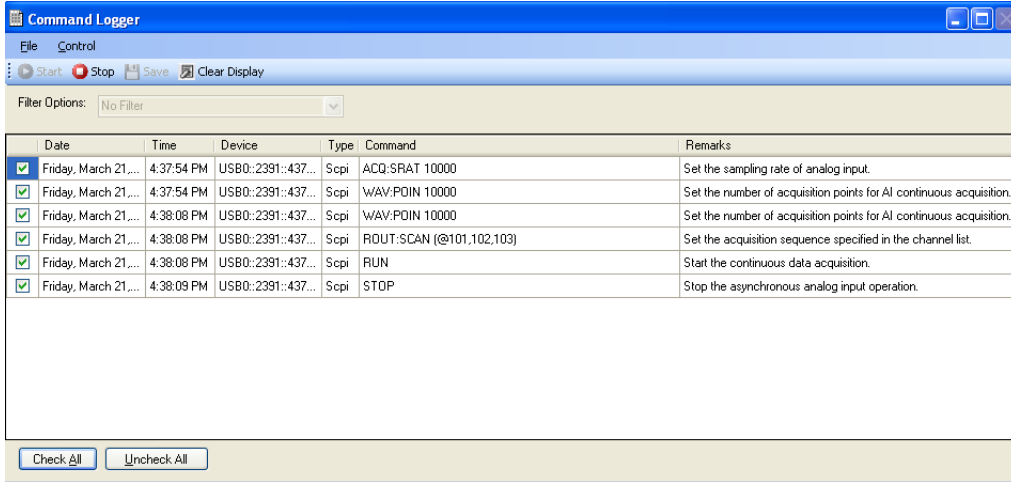 Command Logger
File Control
Start Stop Save Clear Display
Filter Options: No Filter
Date Time Device Type Command Remarks
Friday, March 21,... 4:37:54 PM USB0::2391::437... Scpi ACQ:SRAT 10000 Set the sampling rate of analog input.
Friday, March 21,... 4:37:54 PM USB0::2391::437... Scpi WAV:POIN 10000 Set the number of acquisition points for AI continuous acquisition.
Friday, March 21,... 4:38:08 PM USB0::2391::437... Scpi WAV:POIN 10000 Set the number of acquisition points for AI continuous acquisition.
Friday, March 21,... 4:38:08 PM USB0::2391::437... Scpi ROUT:SCAN (@101,102,103) Set the acquisition sequence specified in the channel list.
Friday, March 21,... 4:38:08 PM USB0::2391::437... Scpi RUN Start the continuous data acquisition.
Friday, March 21,... 4:38:09 PM USB0::2391::437... Scpi STOP Stop the asynchronous analog input operation.
Check All Uncheck All